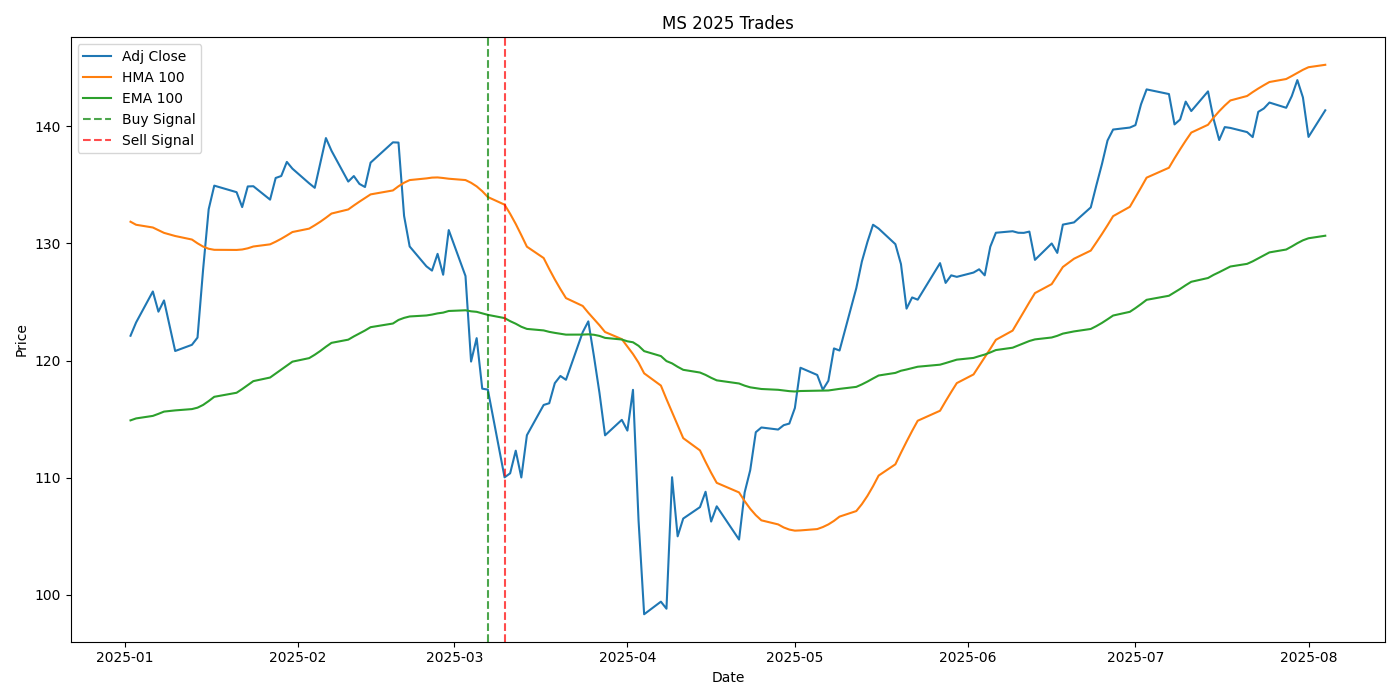 MS 2025 Trades
Adj Close
HMA 100
EMA 100
Buy Signal
Sell Signal
Price
140
130
120
110
100
2025-01
2025-02
2025-03
2025-04
2025-05
2025-06
2025-07
2025-08
Date